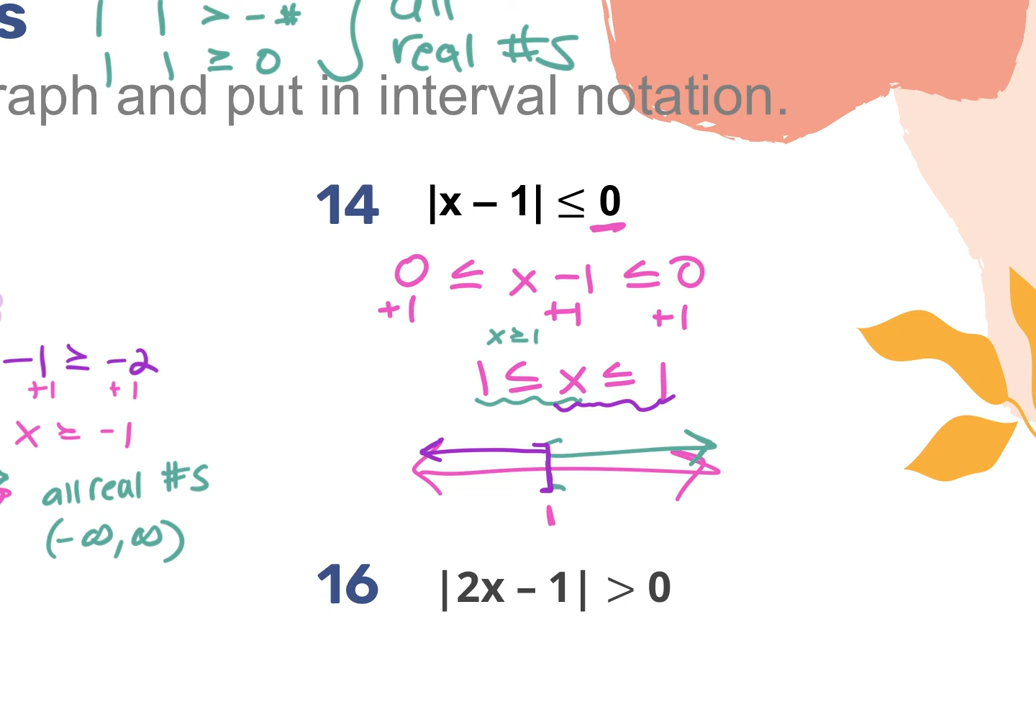 s | | > - # } all
| | ≥ 0 real #s
raph and put in interval notation.
14 |x – 1| ≤ 0
0 ≤ x -1 ≤ 0
+1 +1 +1
x≥1
1 ≤ x ≤ 1
1
-1 ≥ -2
+1 +1
x ≥ -1
all real #s
(-∞, ∞)
16 |2x – 1| > 0